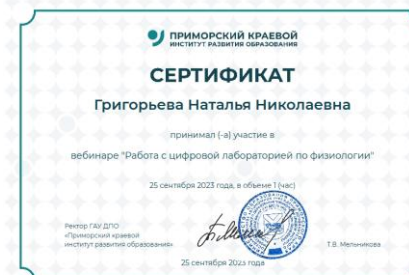 ПРИМОРСКИЙ КРАЕВОЙ
ИНСТИТУТ РАЗВИТИЯ ОБРАЗОВАНИЯ
СЕРТИФИКАТ
Григорьева Наталья Николаевна
принимал (-а) участие в
вебинаре "Работа с цифровой лабораторией по физиологии"
25 сентября 2023 года, в объеме 1 (час)
Ректор ГАУ ДПО
«Приморский краевой
институт развития образования»
Т.В. Мельникова
25 сентября 2023 года